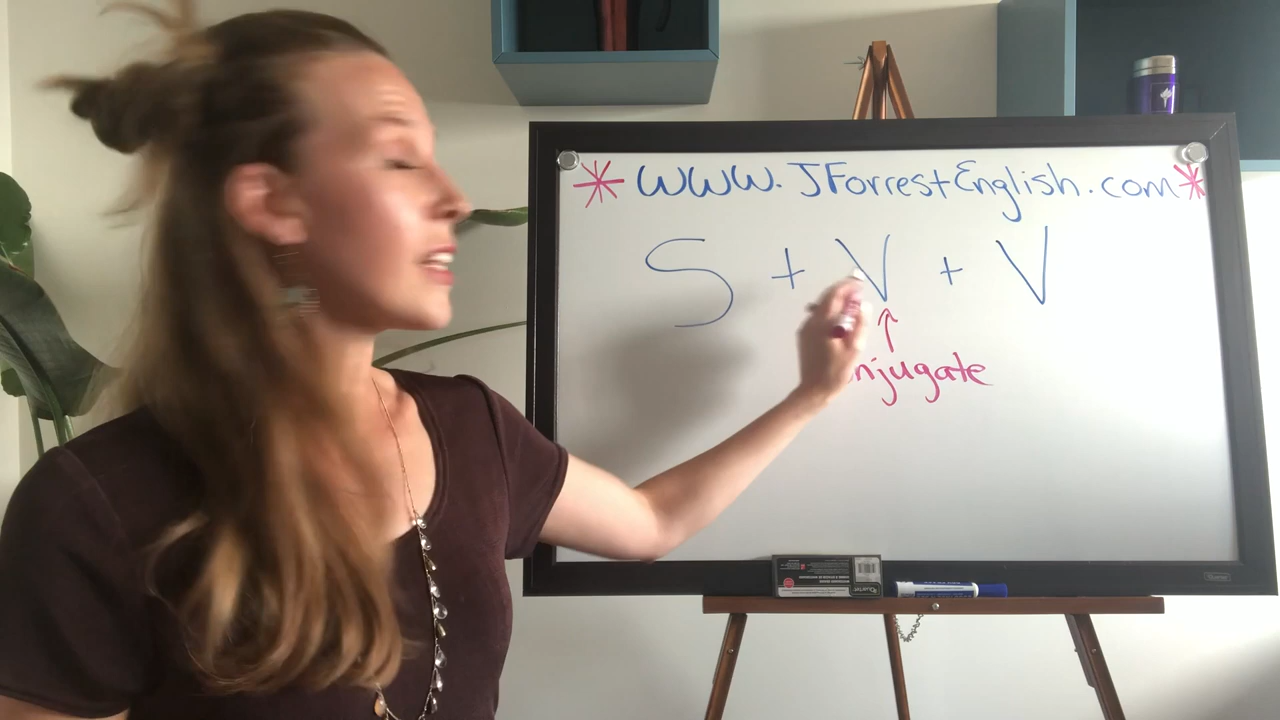 * www.JForrestEnglish.com *
S + V + V
↑
njugate